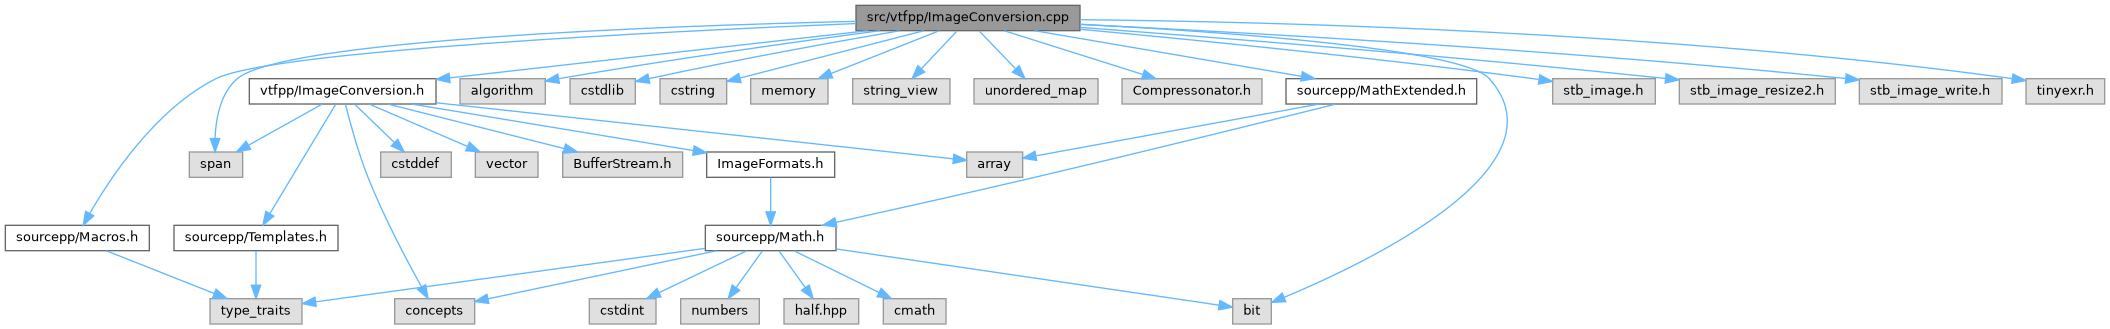 src/vtfpp/ImageConversion.cpp
vtfpp/ImageConversion.h
algorithm
cstdlib
cstring
memory
string_view
unordered_map
Compressonator.h
sourcepp/MathExtended.h
stb_image.h
stb_image_resize2.h
stb_image_write.h
tinyexr.h
span
cstddef
vector
BufferStream.h
ImageFormats.h
array
sourcepp/Macros.h
sourcepp/Templates.h
sourcepp/Math.h
type_traits
concepts
cstdint
numbers
half.hpp
cmath
bit